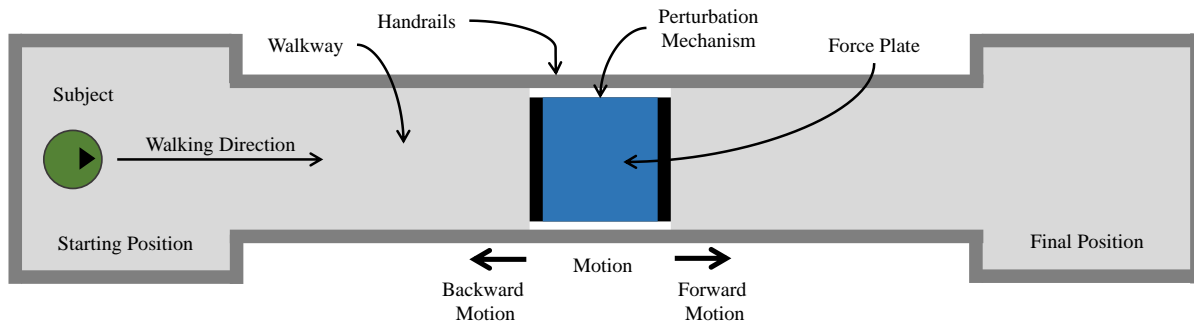 Handrails
Walkway
Perturbation
Mechanism
Force Plate
Subject
Walking Direction
Starting Position
Final Position
Motion
Backward
Motion
Forward
Motion